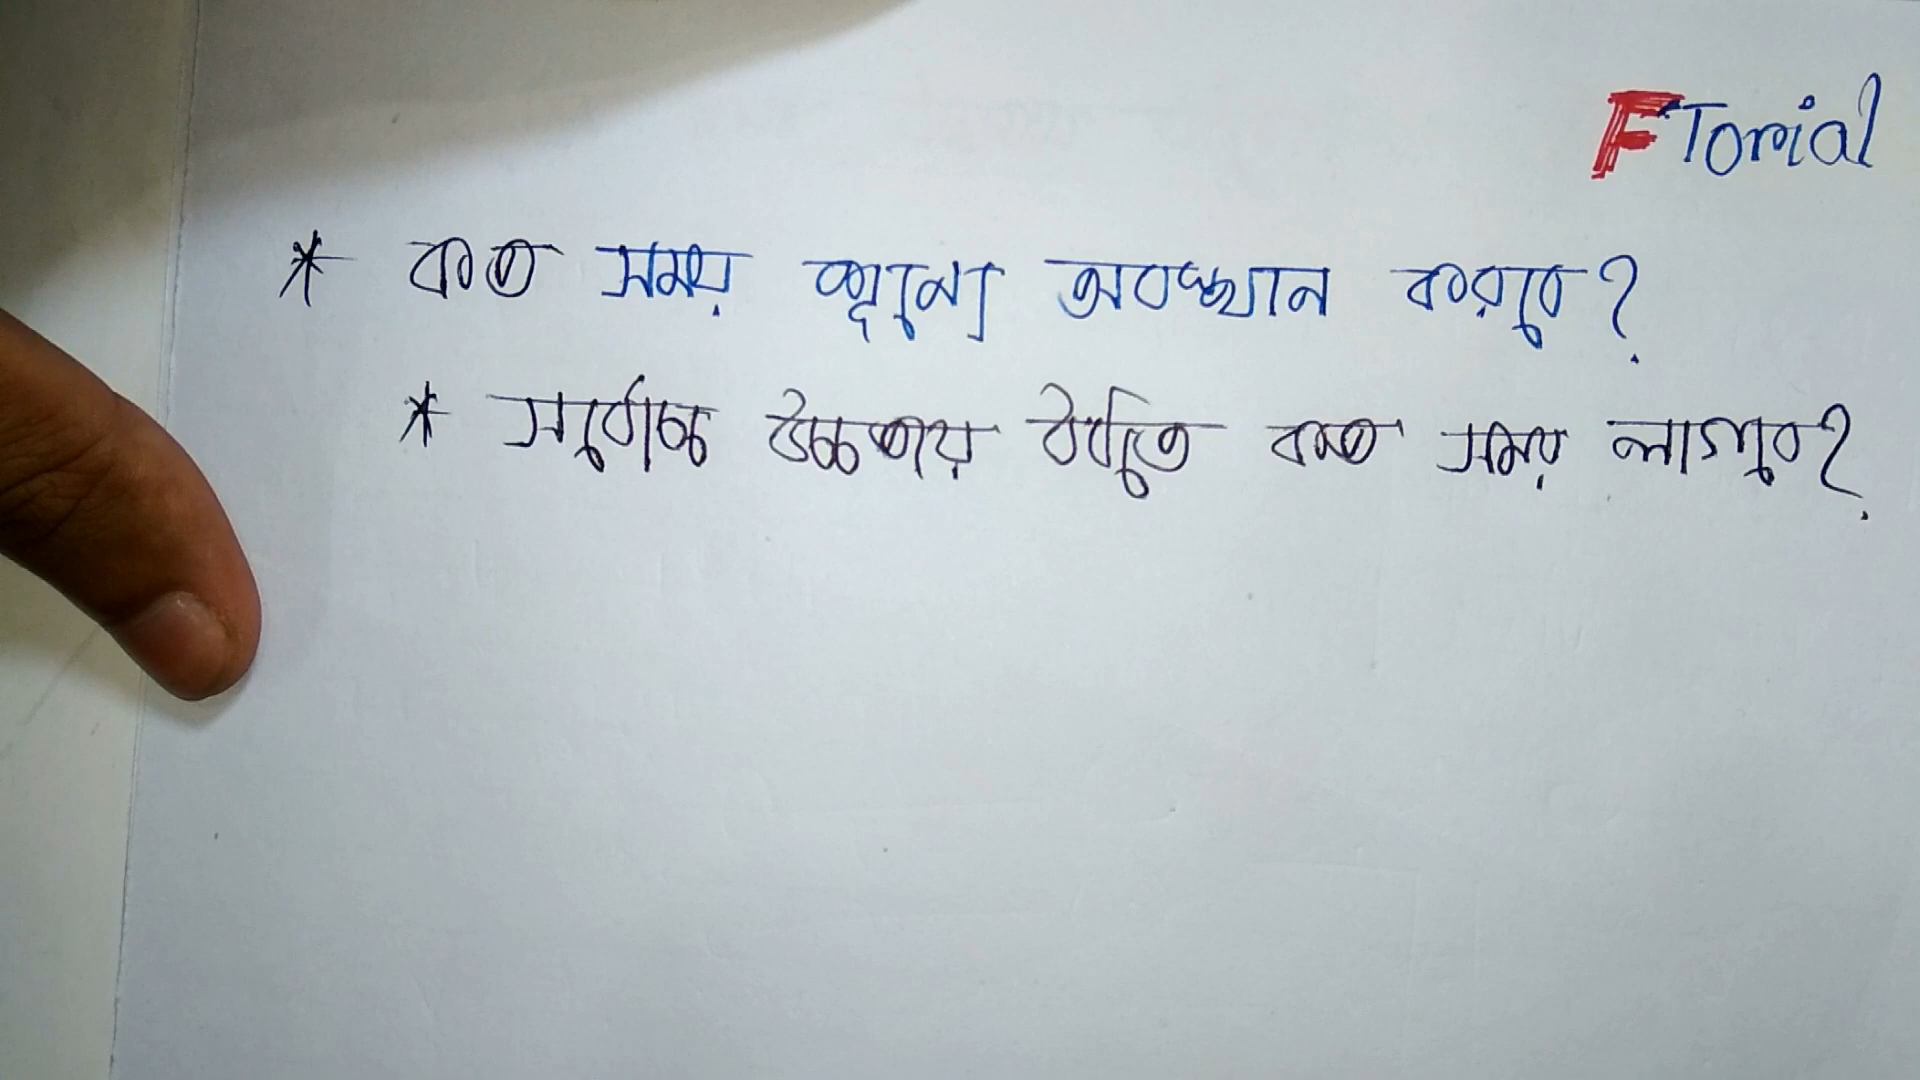 FTorial
* কত সময় শূন্যে অবস্থান করবে?
* সর্বোচ্চ উচ্চতায় উঠতে কত সময় লাগবে?